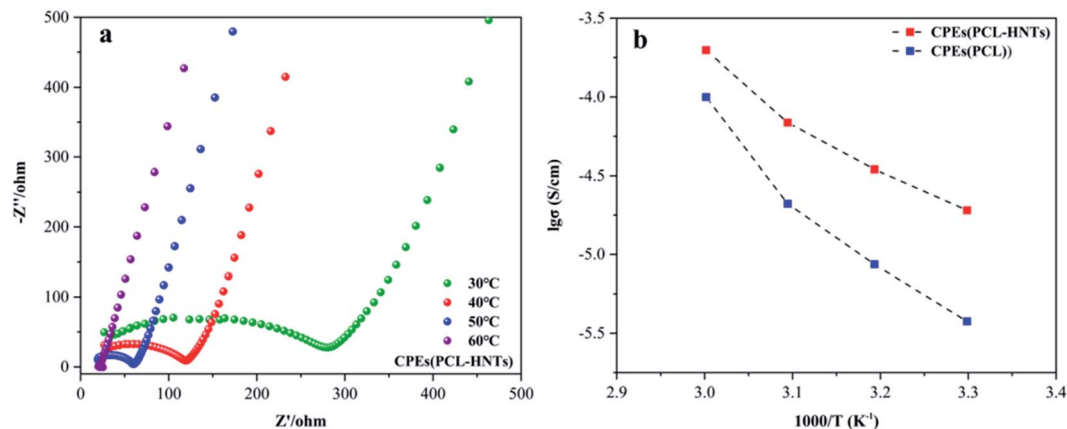 a
500
400
300
200
100
0
-Z''/ohm
0
100
200
300
400
500
Z'/ohm
30°C
40°C
50°C
60°C
CPEs(PCL-HNTs)
b
-3.5
-4.0
-4.5
-5.0
-5.5
lgσ (S/cm)
2.9
3.0
3.1
3.2
3.3
3.4
1000/T (K⁻¹)
CPEs(PCL-HNTs)
CPEs(PCL))